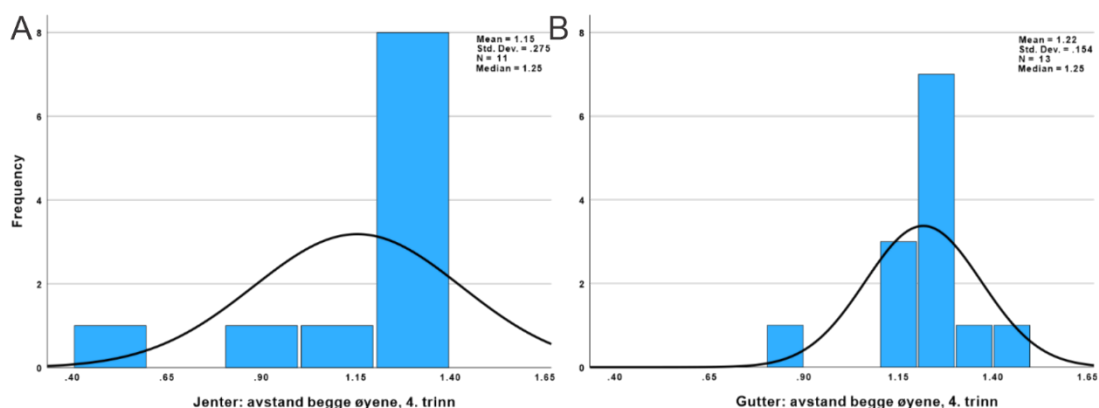 A
Mean = 1.15
Std. Dev. = .275
N = 11
Median = 1.25
Frequency
8
6
4
2
0
.40 .65 .90 1.15 1.40 1.65
Jenter: avstand begge øyene, 4. trinn
B
Mean = 1.22
Std. Dev. = .154
N = 13
Median = 1.25
8
6
4
2
0
.40 .65 .90 1.15 1.40 1.65
Gutter: avstand begge øyene, 4. trinn